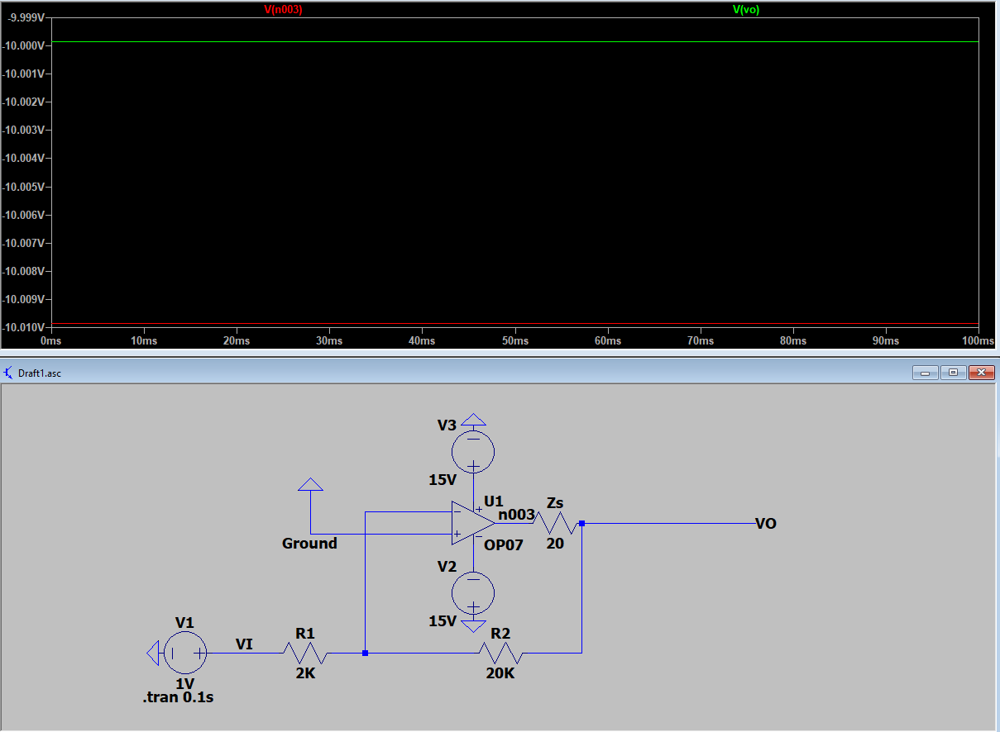 V(n003) V(vo)
-9.999V
-10.000V
-10.001V
-10.002V
-10.003V
-10.004V
-10.005V
-10.006V
-10.007V
-10.008V
-10.009V
-10.010V
0ms 10ms 20ms 30ms 40ms 50ms 60ms 70ms 80ms 90ms 100ms
Draft1.asc
V3
15V
U1
n003
Zs
20
VO
OP07
Ground
V2
15V
V1
VI
R1
R2
2K
20K
1V
.tran 0.1s